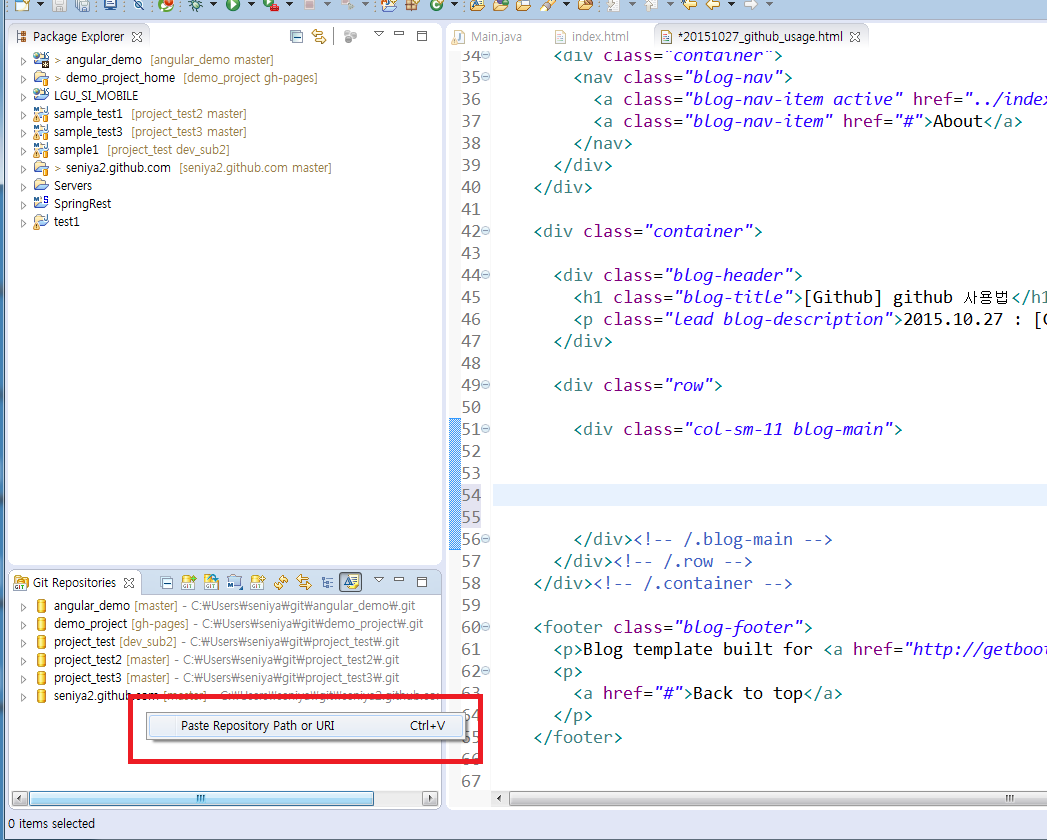 Package Explorer
> angular_demo [angular_demo master]
> demo_project_home [demo_project gh-pages]
LGU_SI_MOBILE
sample_test1 [project_test2 master]
sample_test3 [project_test3 master]
sample1 [project_test dev_sub2]
> seniya2.github.com [seniya2.github.com master]
Servers
SpringRest
test1
Git Repositories
angular_demo [master] - C:₩Users₩seniya₩git₩angular_demo₩.git
demo_project [gh-pages] - C:₩Users₩seniya₩git₩demo_project₩.git
project_test [dev_sub2] - C:₩Users₩seniya₩git₩project_test₩.git
project_test2 [master] - C:₩Users₩seniya₩git₩project_test2₩.git
project_test3 [master] - C:₩Users₩seniya₩git₩project_test3₩.git
seniya2.github.com [master] - C:₩Users₩seniya₩git₩seniya2.github.com
Paste Repository Path or URI Ctrl+V
0 items selected
Main.java index.html *20151027_github_usage.html
34 <div class="container">
35 <nav class="blog-nav">
36 <a class="blog-nav-item active" href="../index
37 <a class="blog-nav-item" href="#">About</a>
38 </nav>
39 </div>
40 </div>
41
42 <div class="container">
43
44 <div class="blog-header">
45 <h1 class="blog-title">[Github] github 사용법</h1
46 <p class="lead blog-description">2015.10.27 : [G
47 </div>
48
49 <div class="row">
50
51 <div class="col-sm-11 blog-main">
52
53
54
55
56 </div><!-- /.blog-main -->
57 </div><!-- /.row -->
58 </div><!-- /.container -->
59
60 <footer class="blog-footer">
61 <p>Blog template built for <a href="http://getboot
62 <p>
63 <a href="#">Back to top</a>
64 </p>
65 </footer>
66
67